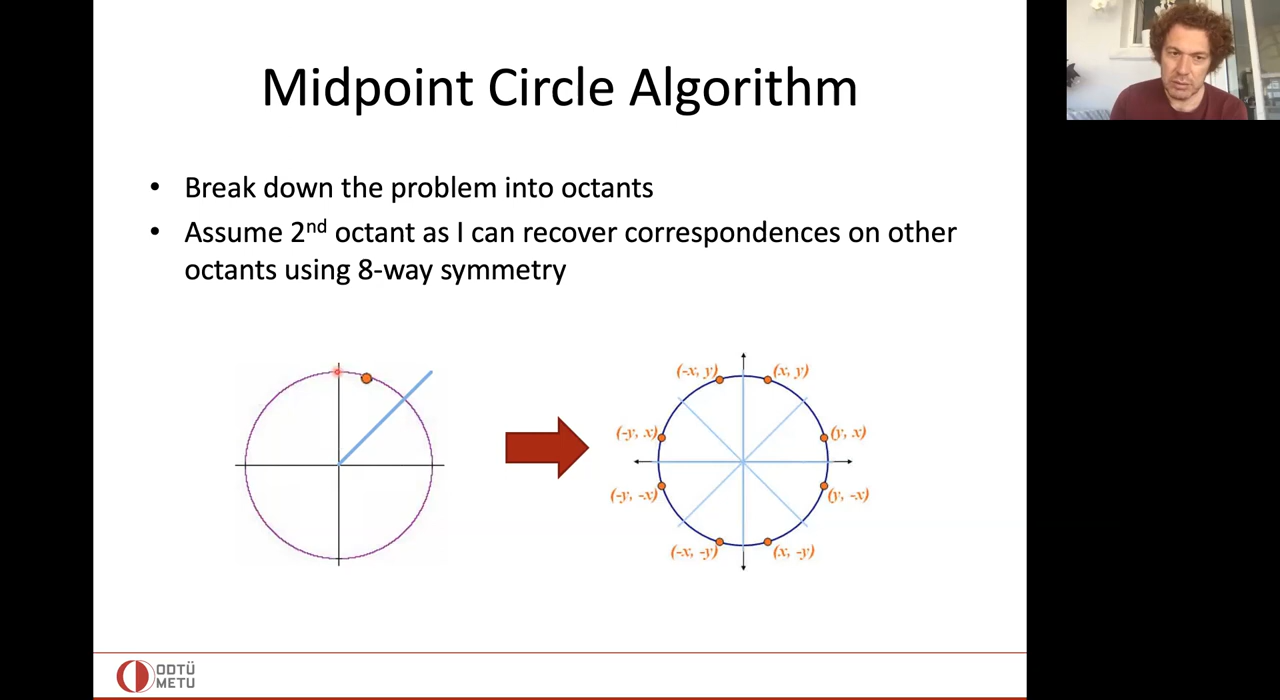 Midpoint Circle Algorithm
• Break down the problem into octants
• Assume 2nd octant as I can recover correspondences on other
octants using 8-way symmetry
(-x, y)
(x, y)
(-y, x)
(y, x)
(-y, -x)
(y, -x)
(-x, -y)
(x, -y)
ODTÜ
METU